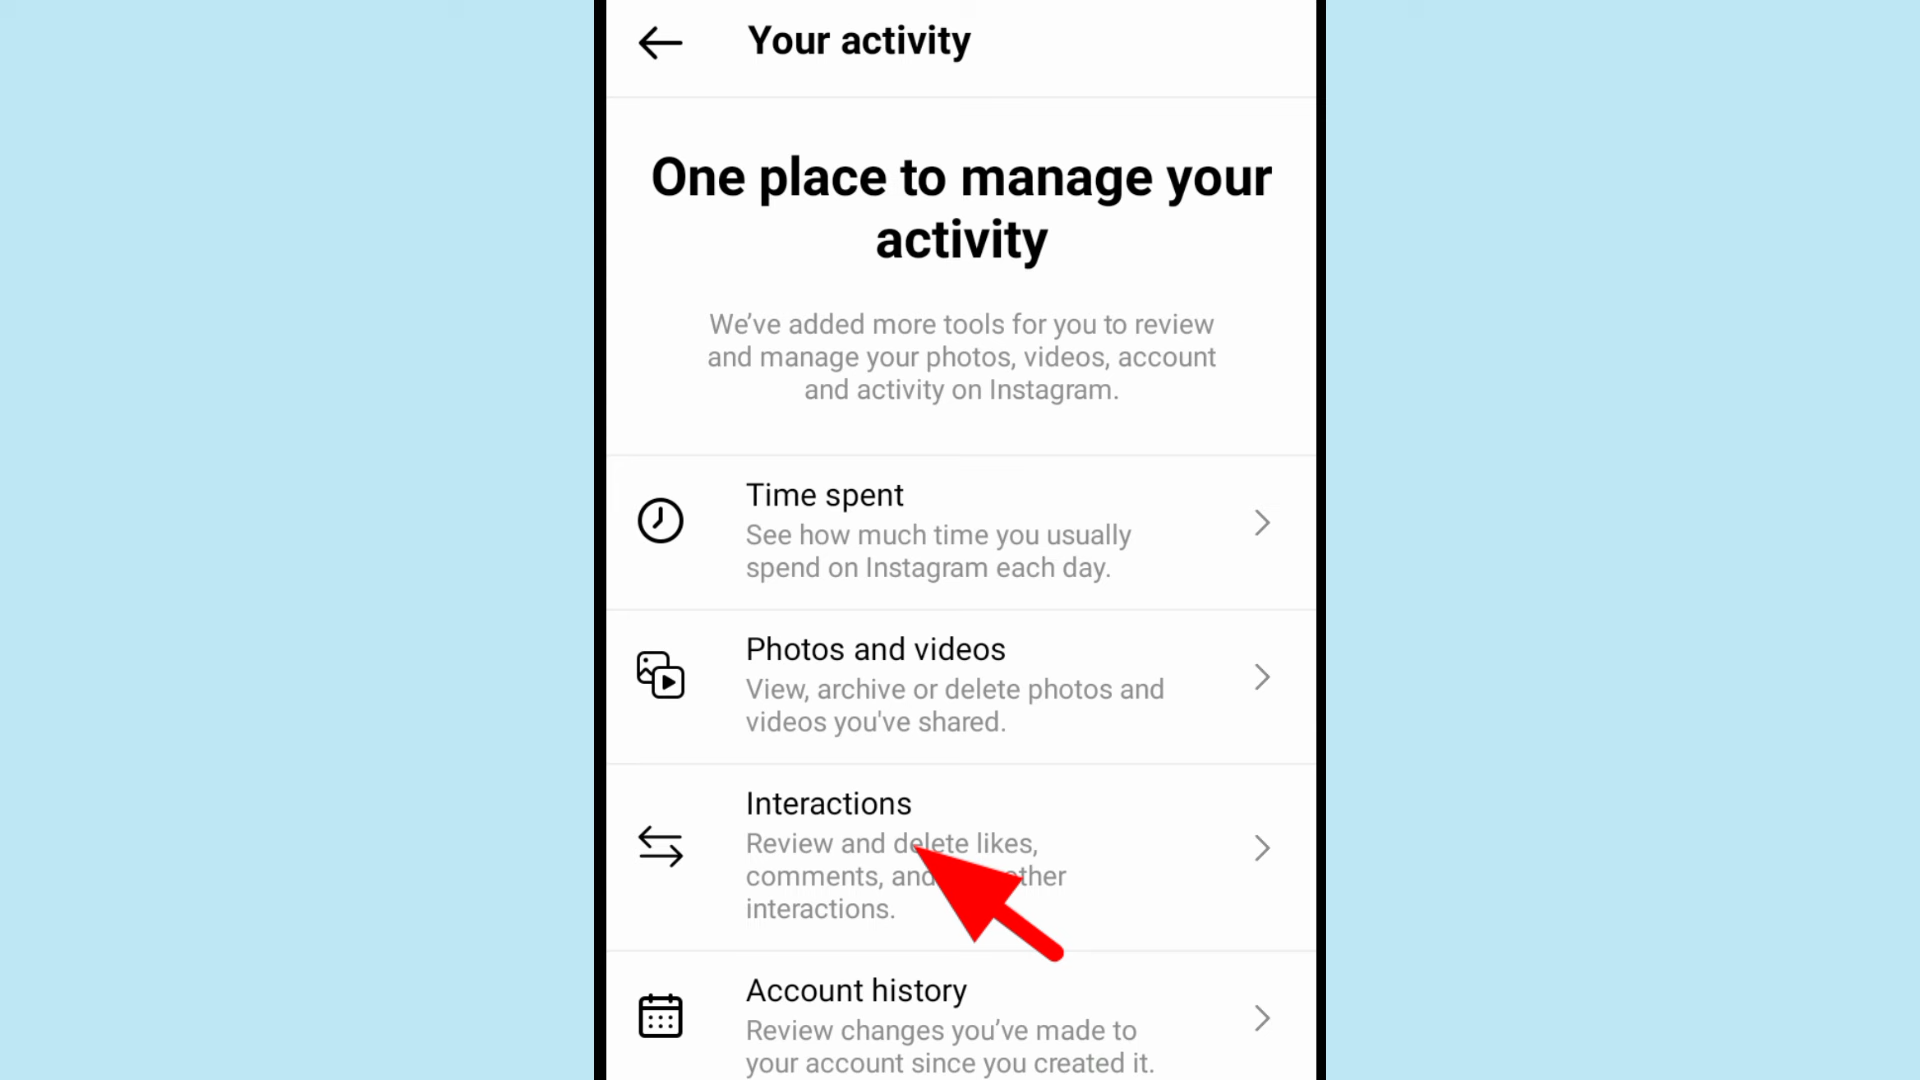 Your activity
One place to manage your
activity
We’ve added more tools for you to review
and manage your photos, videos, account
and activity on Instagram.
Time spent
See how much time you usually
spend on Instagram each day.
Photos and videos
View, archive or delete photos and
videos you've shared.
Interactions
Review and delete likes,
comments, and other
interactions.
Account history
Review changes you’ve made to
your account since you created it.